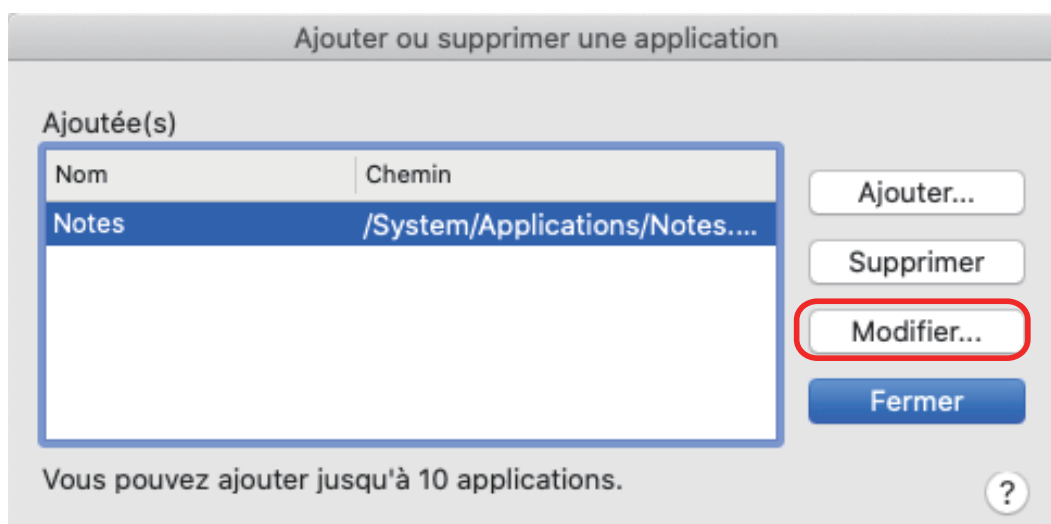 Ajouter ou supprimer une application
Ajoutée(s)
Nom Chemin
Notes /System/Applications/Notes....
Ajouter...
Supprimer
Modifier...
Fermer
Vous pouvez ajouter jusqu'à 10 applications.
?